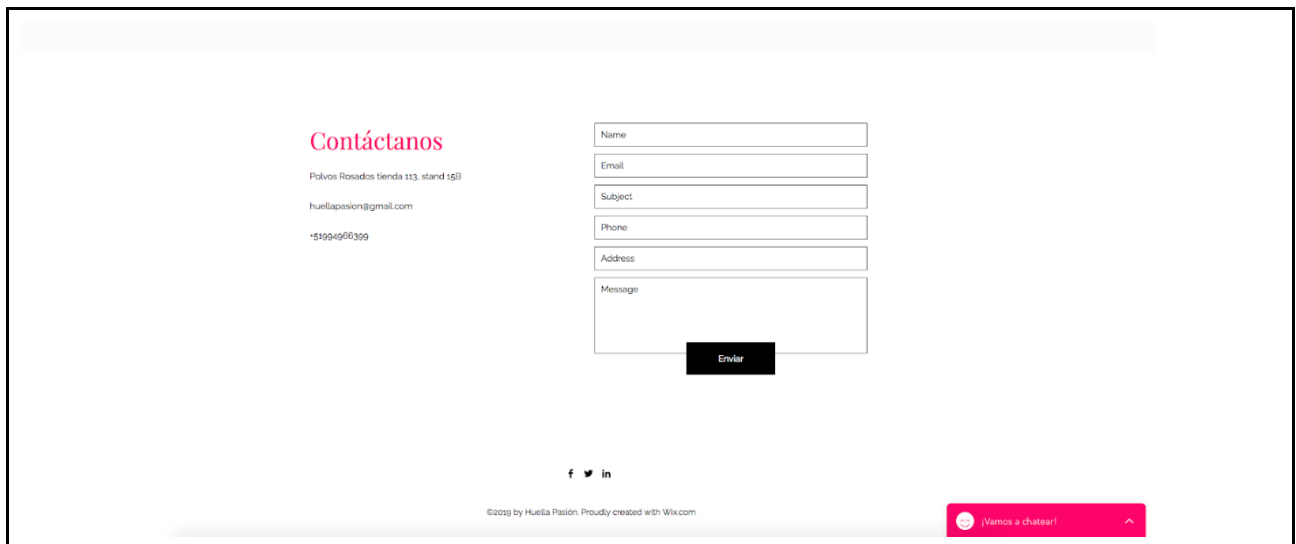 Contáctanos
Polvos Rosados tienda 113, stand 15B
huellapasion@gmail.com
+51994966399
Name
Email
Subject
Phone
Address
Message
Enviar
©2019 by Huella Pasión. Proudly created with Wix.com
¡Vamos a chatear!